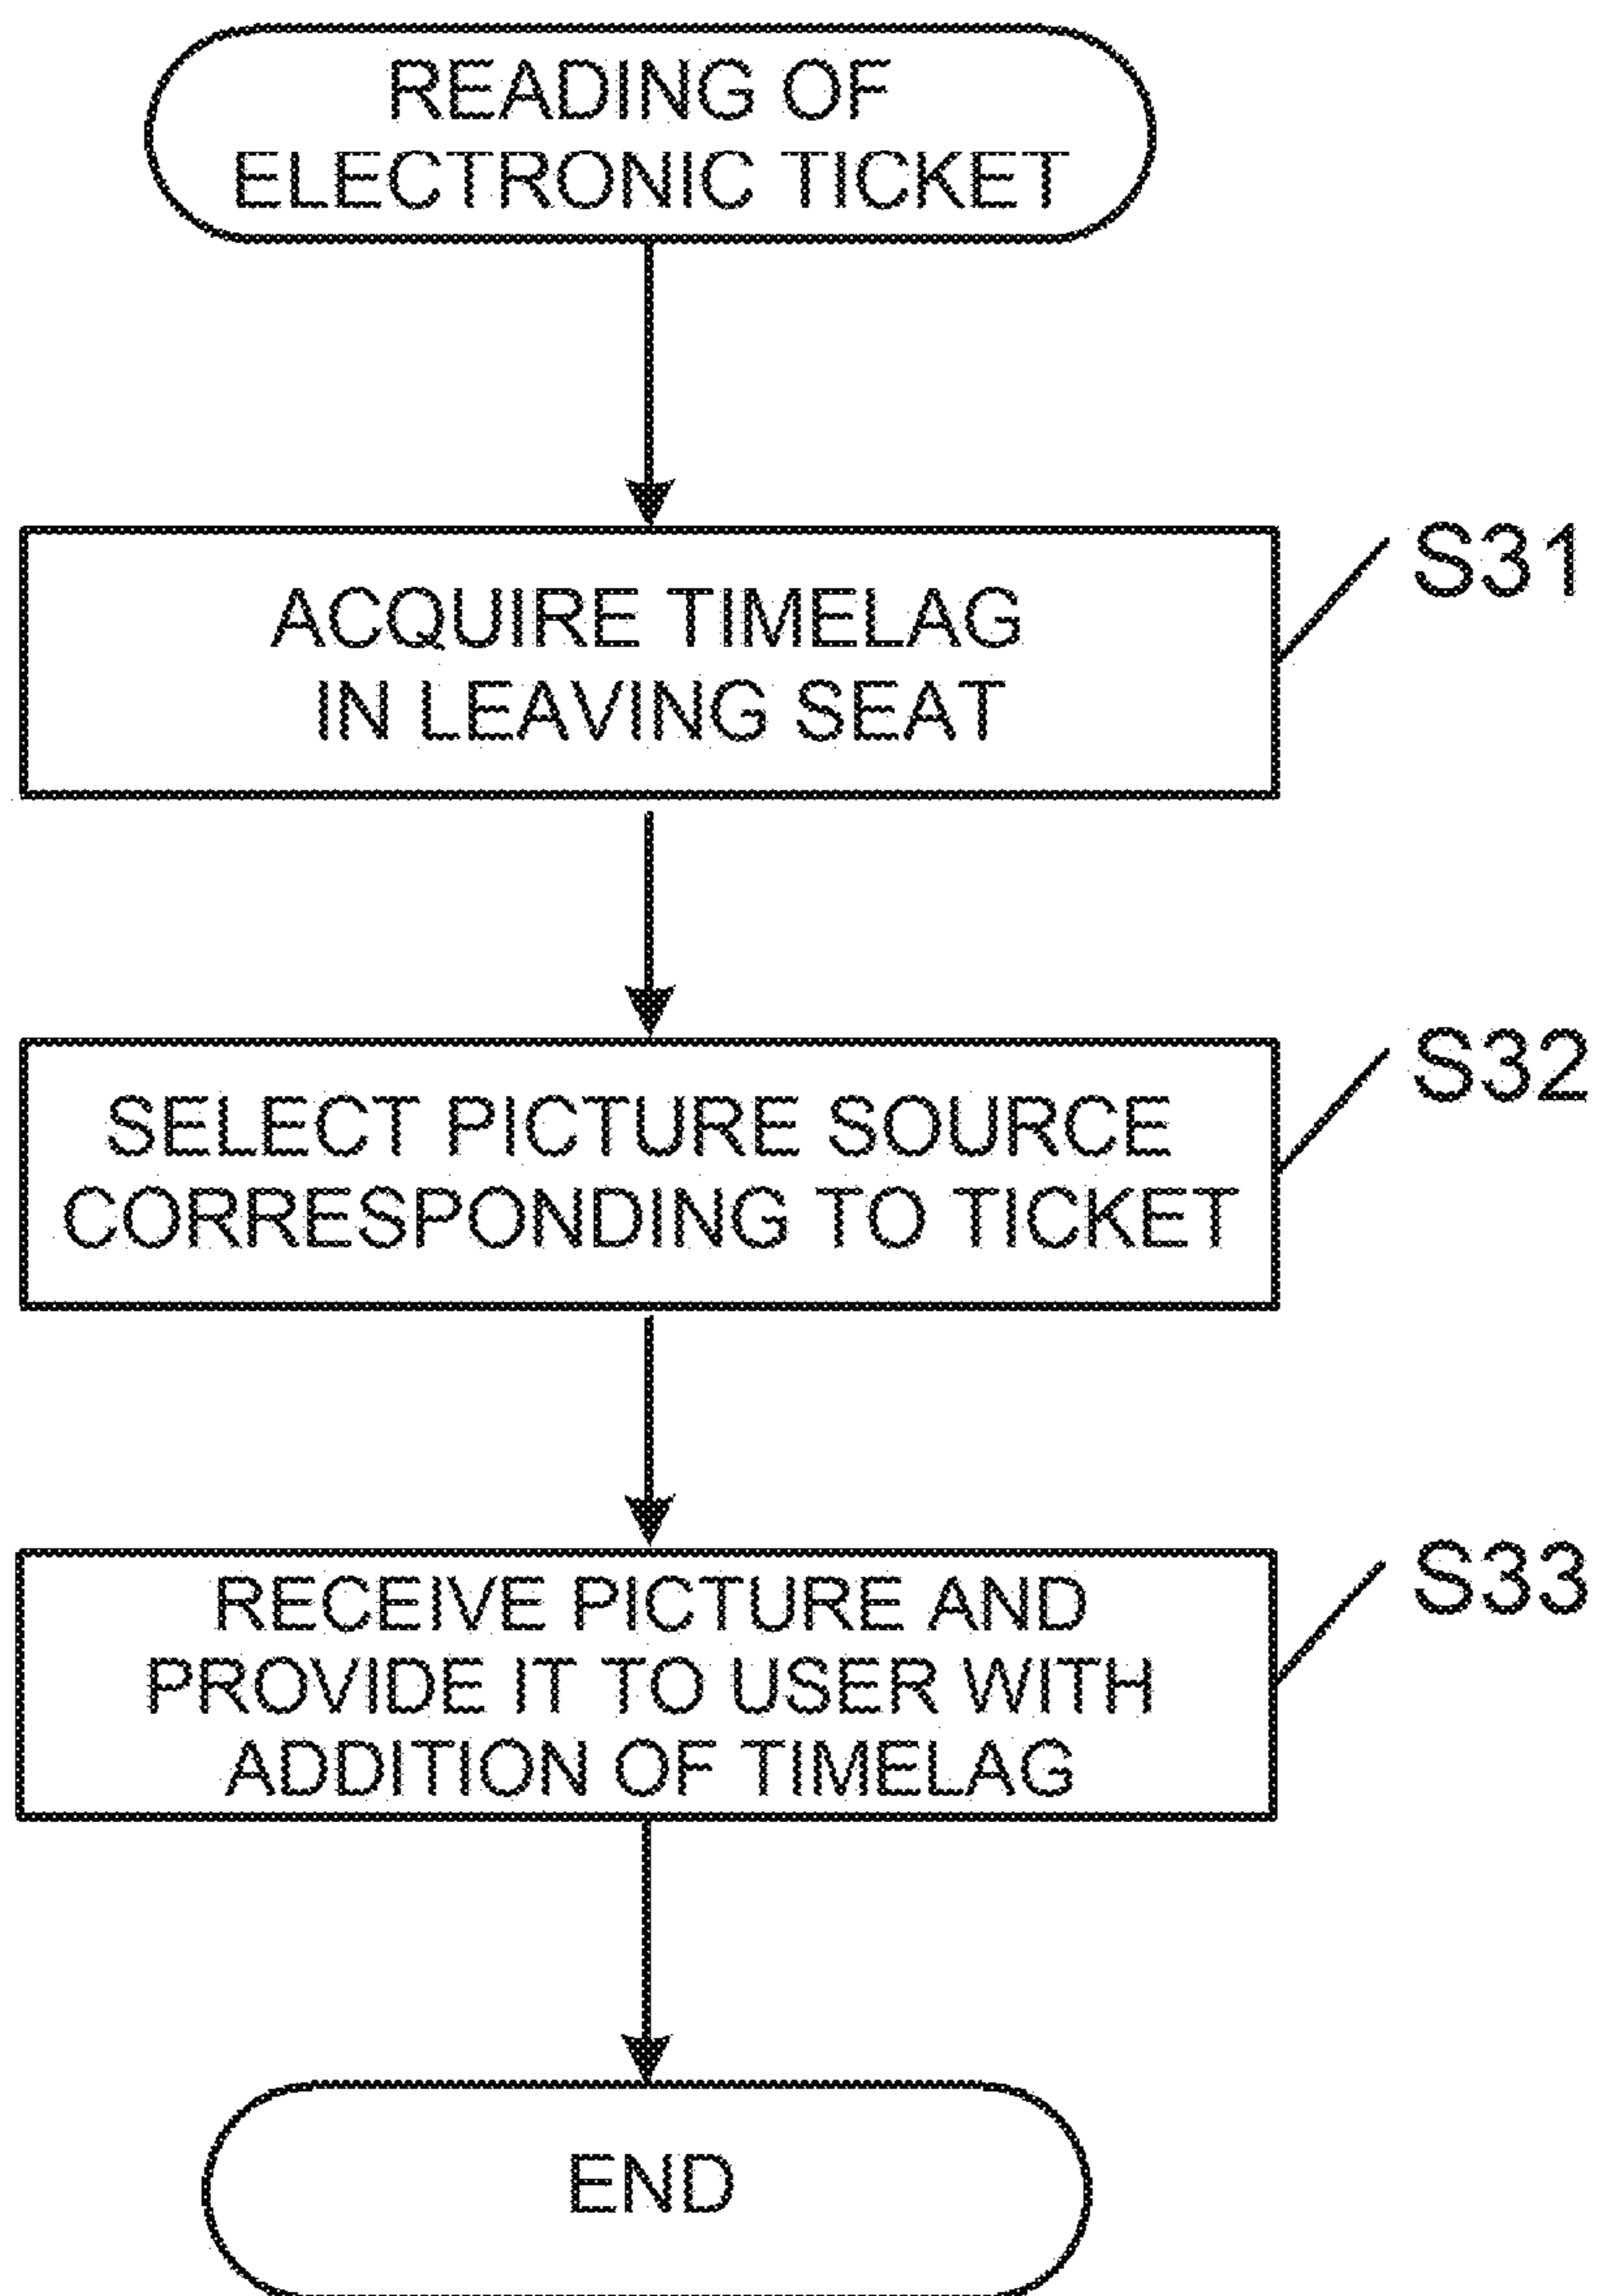 READING OF
ELECTRONIC TICKET
ACQUIRE TIMELAG
IN LEAVING SEAT
S31
SELECT PICTURE SOURCE
CORRESPONDING TO TICKET
S32
RECEIVE PICTURE AND
PROVIDE IT TO USER WITH
ADDITION OF TIMELAG
S33
END